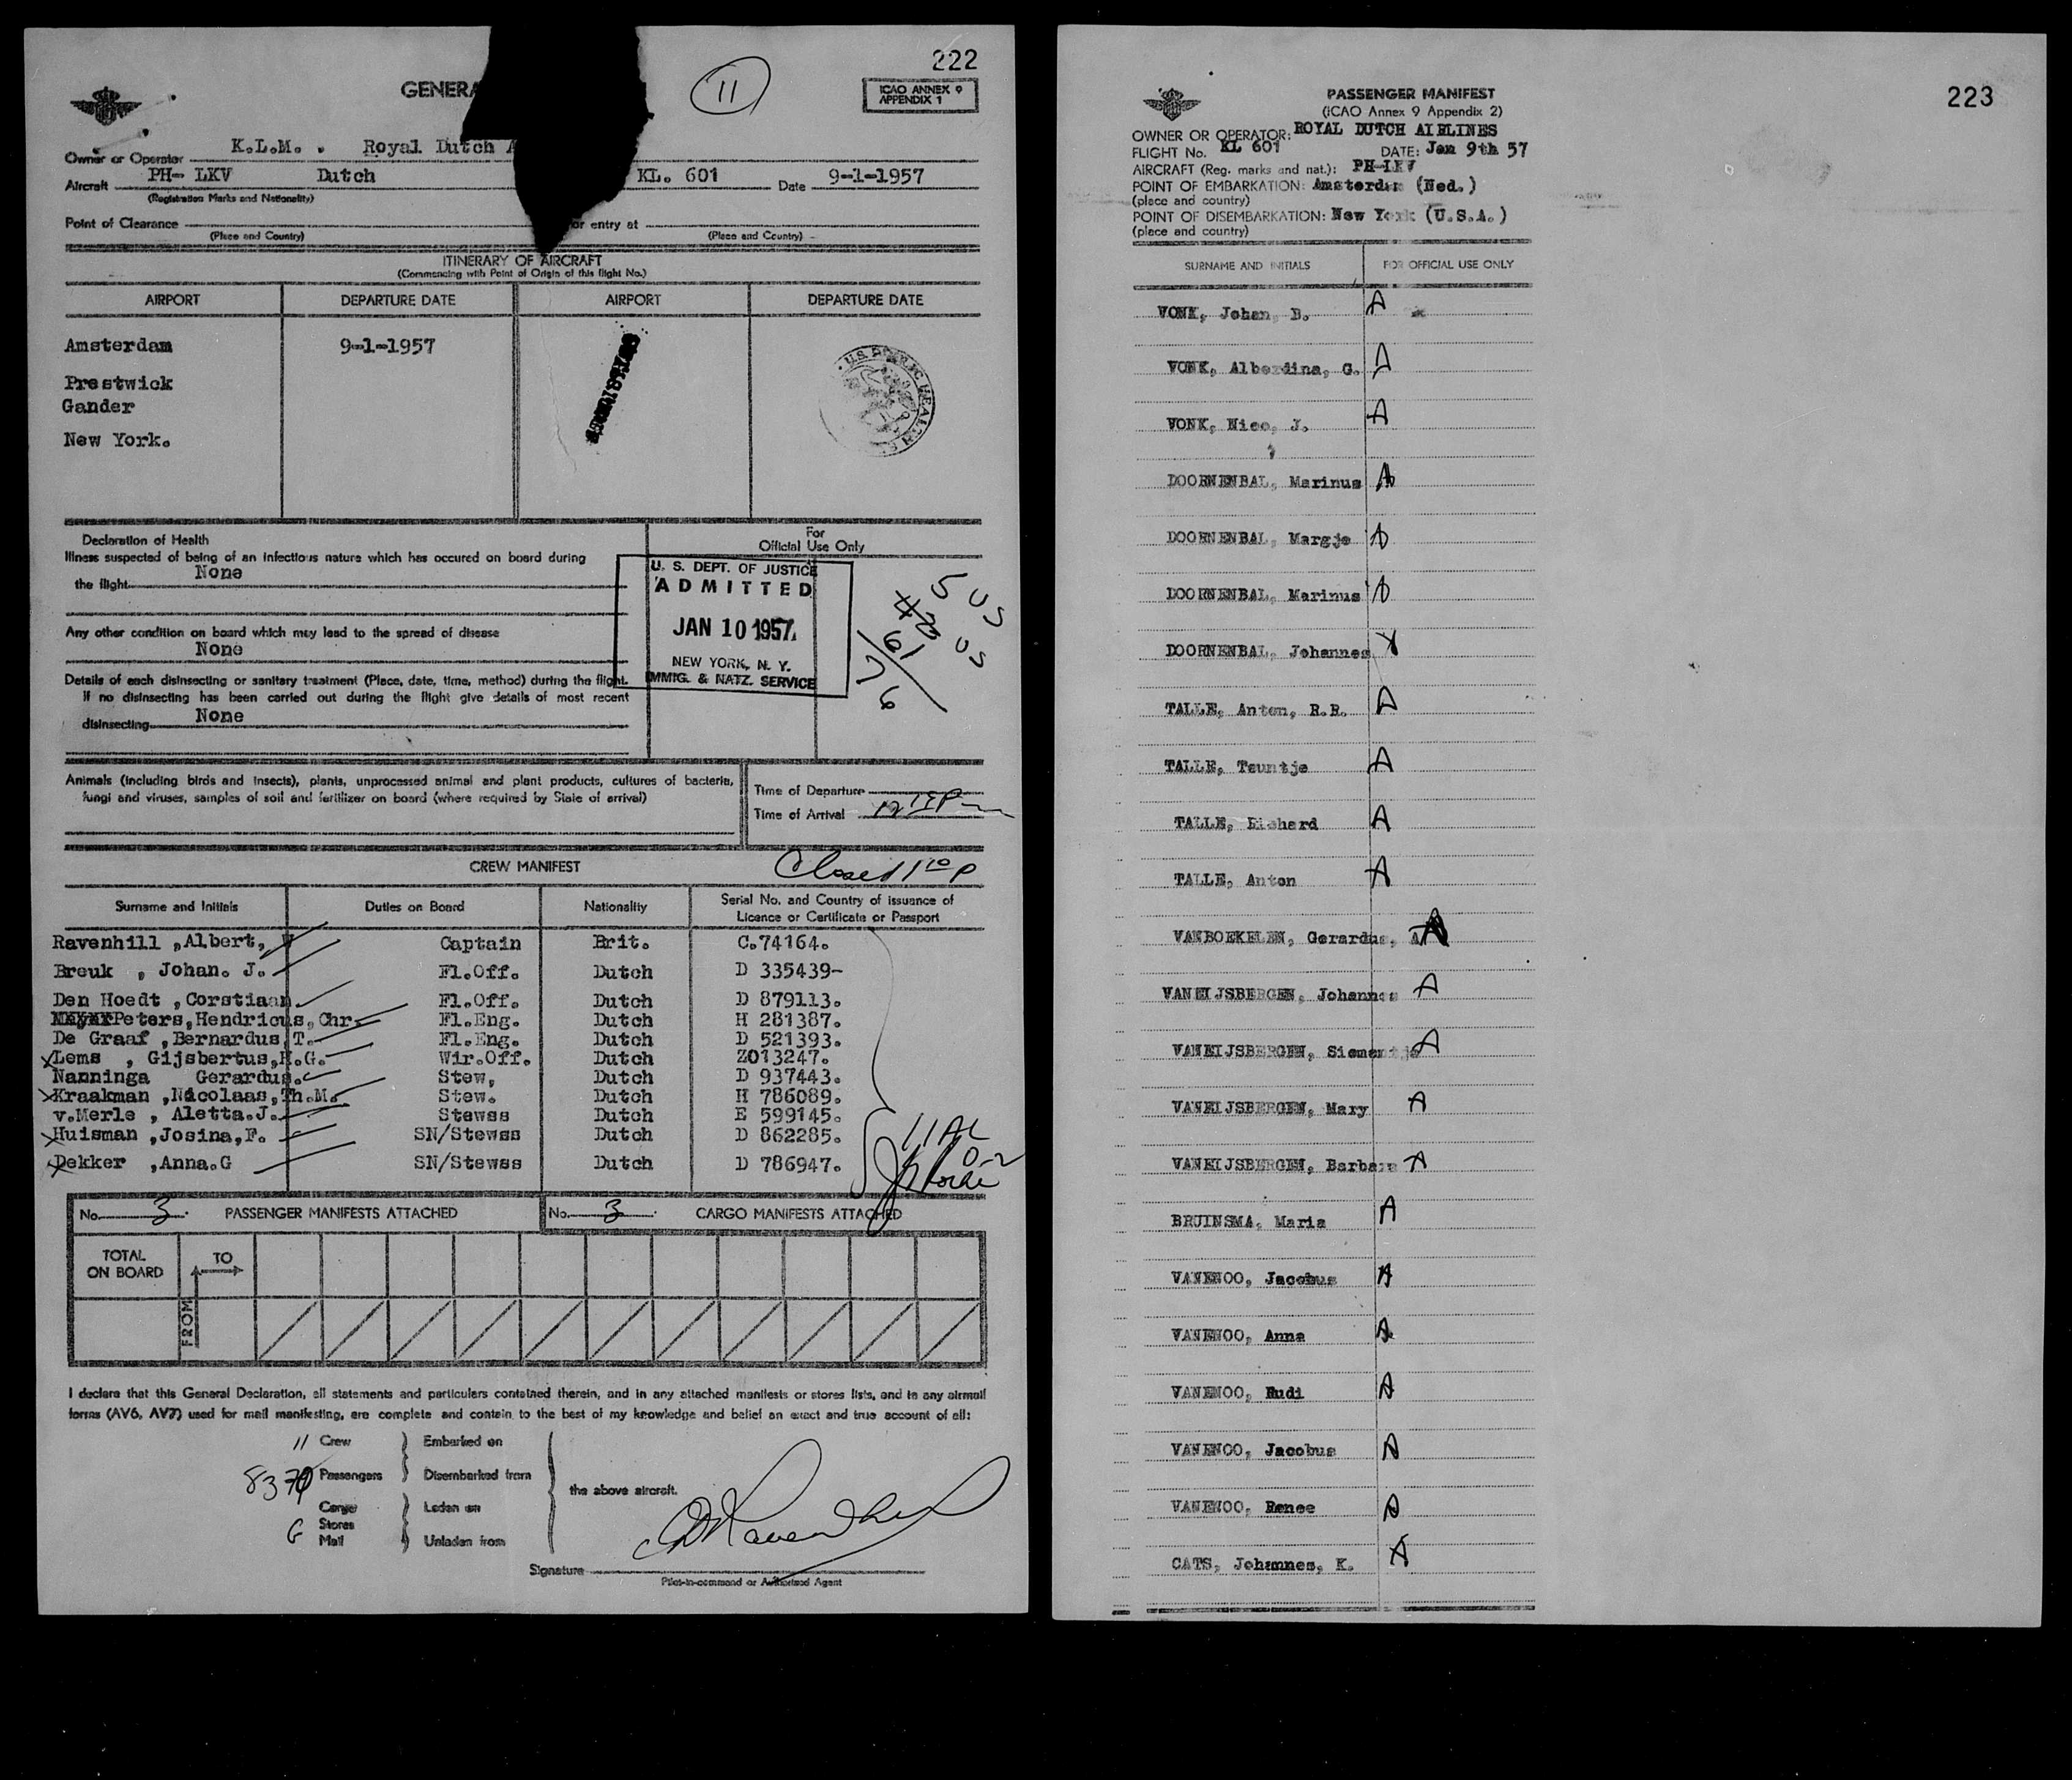 222
GENERA
11
ICAO ANNEX 9
APPENDIX 1
Owner or Operator K.L.M. . Royal Dutch A
Aircraft PH- LKV Dutch KL. 601 Date 9-1-1957
(Registration Marks and Nationality)
Point of Clearance or entry at
(Place and Country) (Place and Country)
ITINERARY OF AIRCRAFT
(Commencing with Point of Origin of this flight No.)
AIRPORT DEPARTURE DATE AIRPORT DEPARTURE DATE
Amsterdam 9-1-1957
Prestwick
Gander
New York.
U.S. PUBLIC HEALTH
Declaration of Health
For
Official Use Only
Illness suspected of being of an infectious nature which has occured on board during
the flight None
Any other condition on board which may lead to the spread of disease
None
Details of each disinsecting or sanitary treatment (Place, date, time, method) during the flight.
If no disinsecting has been carried out during the flight give details of most recent
disinsecting None
U. S. DEPT. OF JUSTICE
ADMITTED
JAN 10 1957
NEW YORK, N. Y.
IMMIG. & NATZ. SERVICE
5 US
US
61
76
Animals (including birds and insects), plants, unprocessed animal and plant products, cultures of bacteria,
fungi and viruses, samples of soil and fertilizer on board (where required by State of arrival)
Time of Departure
Time of Arrival
CREW MANIFEST
Closed 1 10 P
Surname and Initials Duties on Board Nationality Serial No. and Country of issuance of
Licence or Certificate or Passport
Ravenhill ,Albert, W Captain Brit. C.74164.
Breuk , Johan. J. Fl.Off. Dutch D 335439-
Den Hoedt ,Corstiaan. Fl.Off. Dutch D 879113.
Peters,Hendricus,Chr. Fl.Eng. Dutch H 281387.
De Graaf ,Bernardus,T. Fl.Eng. Dutch D 521393.
Lems , Gijsbertus,H.G. Wir.Off. Dutch Z013247.
Nanninga Gerardus. Stew, Dutch D 937443.
Kraakman ,Nicolaas,Th.M. Stew. Dutch H 786089.
v.Merle , Aletta.J. Stewss Dutch E 599145.
Huisman ,Josina,F. SN/Stewss Dutch D 862285.
Dekker ,Anna.G SN/Stewss Dutch D 786947.
No. 3 PASSENGER MANIFESTS ATTACHED No. 3 CARGO MANIFESTS ATTACHED
TOTAL
ON BOARD
TO
FROM
I declare that this General Declaration, all statements and particulars contained therein, and in any attached manifests or stores lists, and in any airmail
forms (AV6, AV7) used for mail manifesting, are complete and contain to the best of my knowledge and belief an exact and true account of all:
11 Crew Embarked on
Passengers Disembarked from
the above aircraft.
Cargo Laden on
Stores
Mail Unladen from
Signature
Pilot-in-command or Authorized Agent
223
PASSENGER MANIFEST
(ICAO Annex 9 Appendix 2)
OWNER OR OPERATOR: ROYAL DUTCH AIRLINES
FLIGHT No. KL 601 DATE: Jan 9th 57
AIRCRAFT (Reg. marks and nat.): PH-LKV
POINT OF EMBARKATION: Amsterdam (Ned.)
(place and country)
POINT OF DISEMBARKATION: New York (U.S.A.)
(place and country)
SURNAME AND INITIALS FOR OFFICIAL USE ONLY
VONK, Johan, B. A
VONK, Alberdina, G. A
VONK, Nico, J. A
DOORNENBAL, Marinus A
DOORNENBAL, Margje
DOORNENBAL, Marinus
DOORNENBAL, Johannes
TALLE, Anton, R.R. A
TALLE, Teuntje A
TALLE, Richard A
TALLE, Anton A
VANBOEKELEN, Gerardus, A
VANEIJSBERGEN, Johannes A
VANEIJSBERGEN, Siementje A
VANEIJSBERGEN, Mary A
VANEIJSBERGEN, Barbara A
BRUINSMA, Maria A
VANENOO, Jacobus A
VANENOO, Anna A
VANENOO, Rudi A
VANENOO, Jacobus A
VANENOO, Renee A
CATS, Johannes, K. A